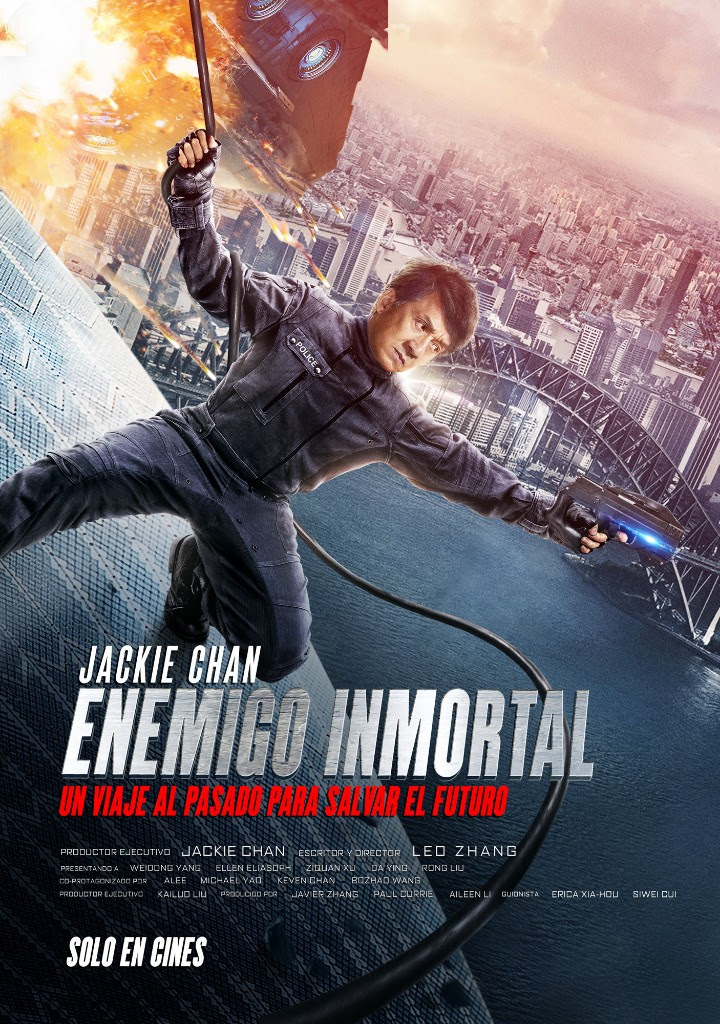 POLICE
JACKIE CHAN
ENEMIGO INMORTAL
UN VIAJE AL PASADO PARA SALVAR EL FUTURO
PRODUCTOR EJECUTIVO JACKIE CHAN ESCRITOR Y DIRECTOR LEO ZHANG
PRESENTANDO A WEIDONG YANG ELLEN ELIASOPH ZIQUAN XU DA YING RONG LIU
CO-PROTAGONIZADO POR ALEE MICHAEL YAO KEVENICHAN BOZHAO WANG
PRODUCTOR EJECUTIVO KAILUO LIU PRODUCIDO POR JAVIER ZHANG PAUL CURRIE AILEEN LI GUIONISTA ERICA XIA-HOU SIWEI CUI
SOLO EN CINES